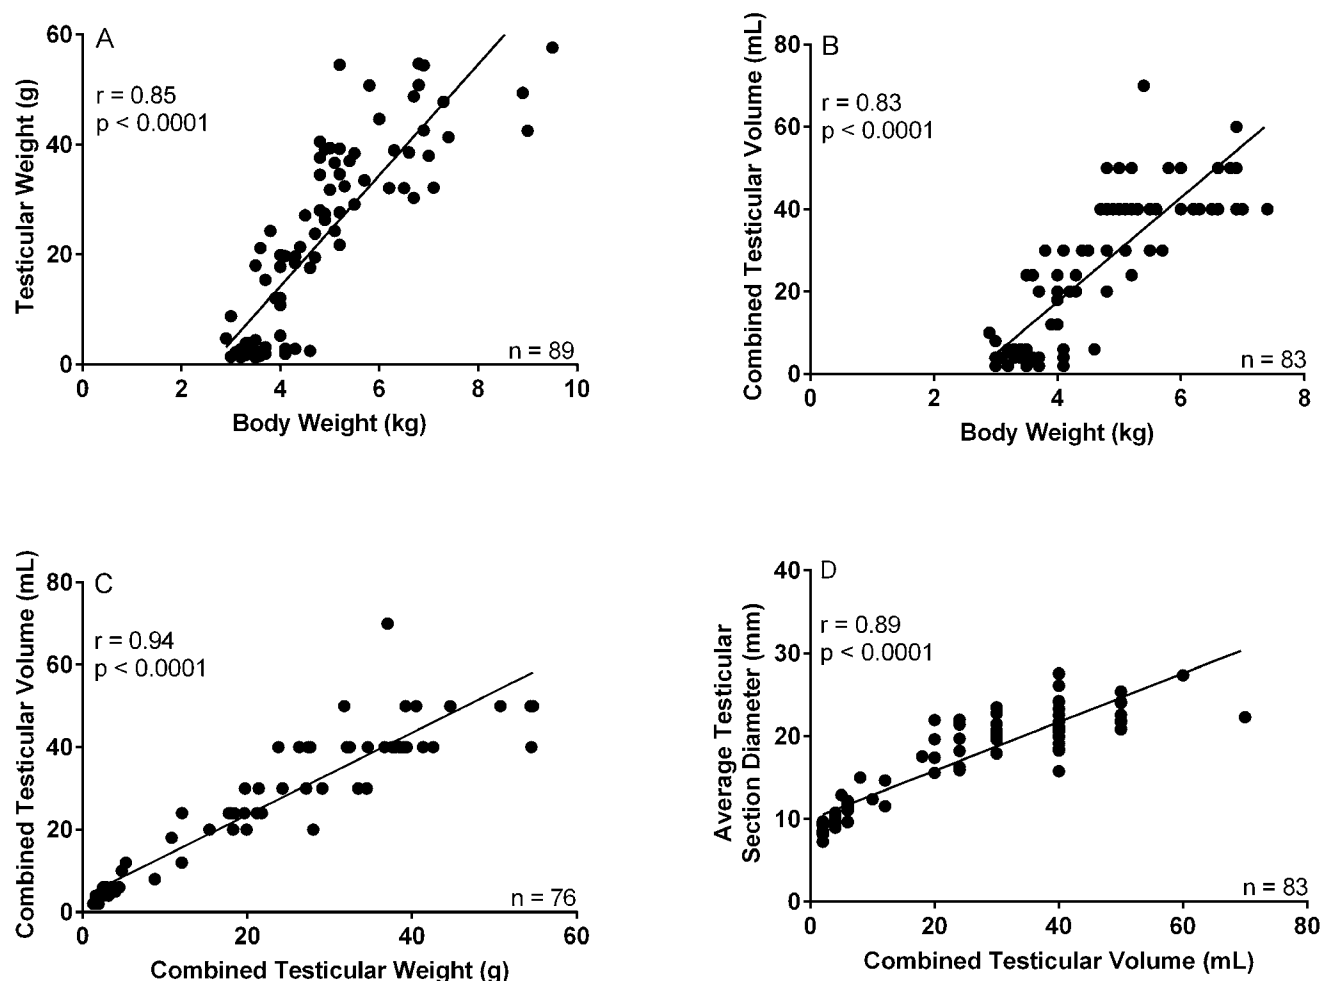 A
r = 0.85
p < 0.0001
n = 89
Testicular Weight (g)
60
40
20
0
0 2 4 6 8 10
Body Weight (kg)
B
r = 0.83
p < 0.0001
n = 83
Combined Testicular Volume (mL)
80
60
40
20
0
0 2 4 6 8
Body Weight (kg)
C
r = 0.94
p < 0.0001
n = 76
Combined Testicular Volume (mL)
80
60
40
20
0
0 20 40 60
Combined Testicular Weight (g)
D
r = 0.89
p < 0.0001
n = 83
Average Testicular
Section Diameter (mm)
40
30
20
10
0
0 20 40 60 80
Combined Testicular Volume (mL)